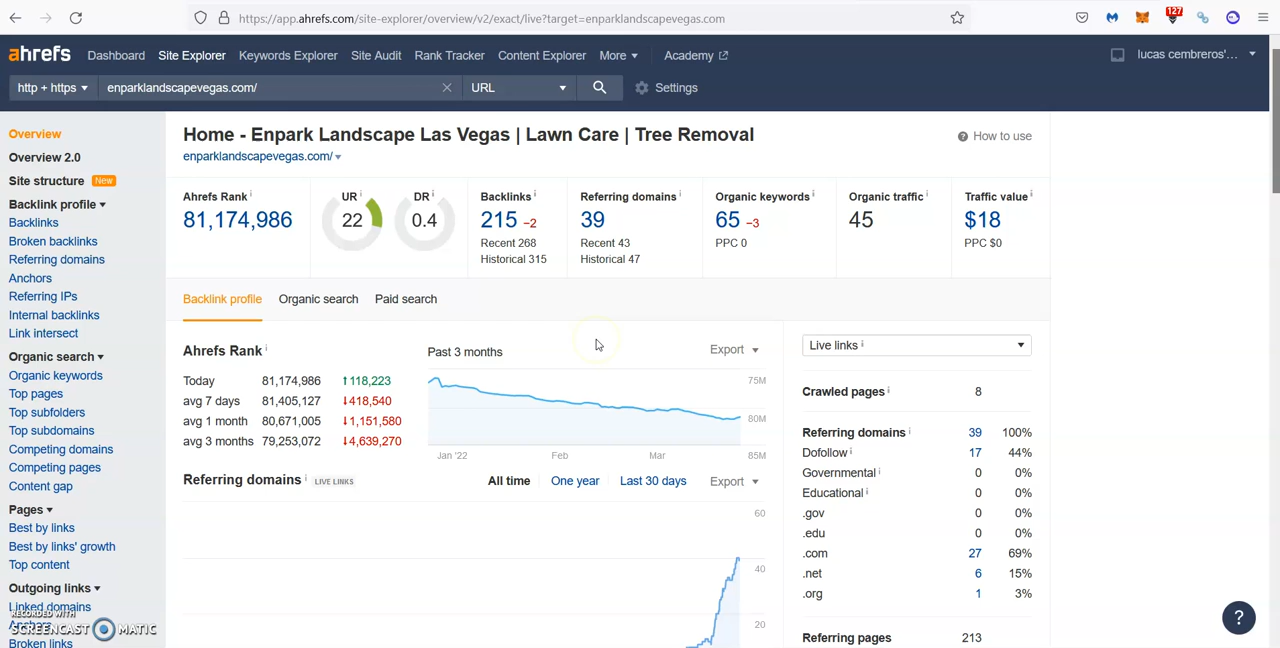 https://app.ahrefs.com/site-explorer/overview/v2/exact/live?target=enparklandscapevegas.com
127
ahrefs Dashboard Site Explorer Keywords Explorer Site Audit Rank Tracker Content Explorer More Academy lucas cembreros'...
http + https enparklandscapevegas.com/ URL Settings
Overview
Overview 2.0
Site structure New
Backlink profile
Backlinks
Broken backlinks
Referring domains
Anchors
Referring IPs
Internal backlinks
Link intersect
Organic search
Organic keywords
Top pages
Top subfolders
Top subdomains
Competing domains
Competing pages
Content gap
Pages
Best by links
Best by links' growth
Top content
Outgoing links
Linked domains
Anchors
Broken links
RECORDED WITH
SCREENCAST MATIC
Home - Enpark Landscape Las Vegas | Lawn Care | Tree Removal
How to use
enparklandscapevegas.com/
Ahrefs Rank UR DR Backlinks Referring domains Organic keywords Organic traffic Traffic value
81,174,986 22 0.4 215 –2 39 65 –3 45 $18
Recent 268 Recent 43 PPC 0 PPC $0
Historical 315 Historical 47
Backlink profile Organic search Paid search
Ahrefs Rank
Today 81,174,986 ↑118,223
avg 7 days 81,405,127 ↓418,540
avg 1 month 80,671,005 ↓1,151,580
avg 3 months 79,253,072 ↓4,639,270
Past 3 months Export
75M
80M
85M
Jan '22 Feb Mar
Referring domains LIVE LINKS All time One year Last 30 days Export
60
40
20
Live links
Crawled pages 8
Referring domains 39 100%
Dofollow 17 44%
Governmental 0 0%
Educational 0 0%
.gov 0 0%
.edu 0 0%
.com 27 69%
.net 6 15%
.org 1 3%
Referring pages 213
?